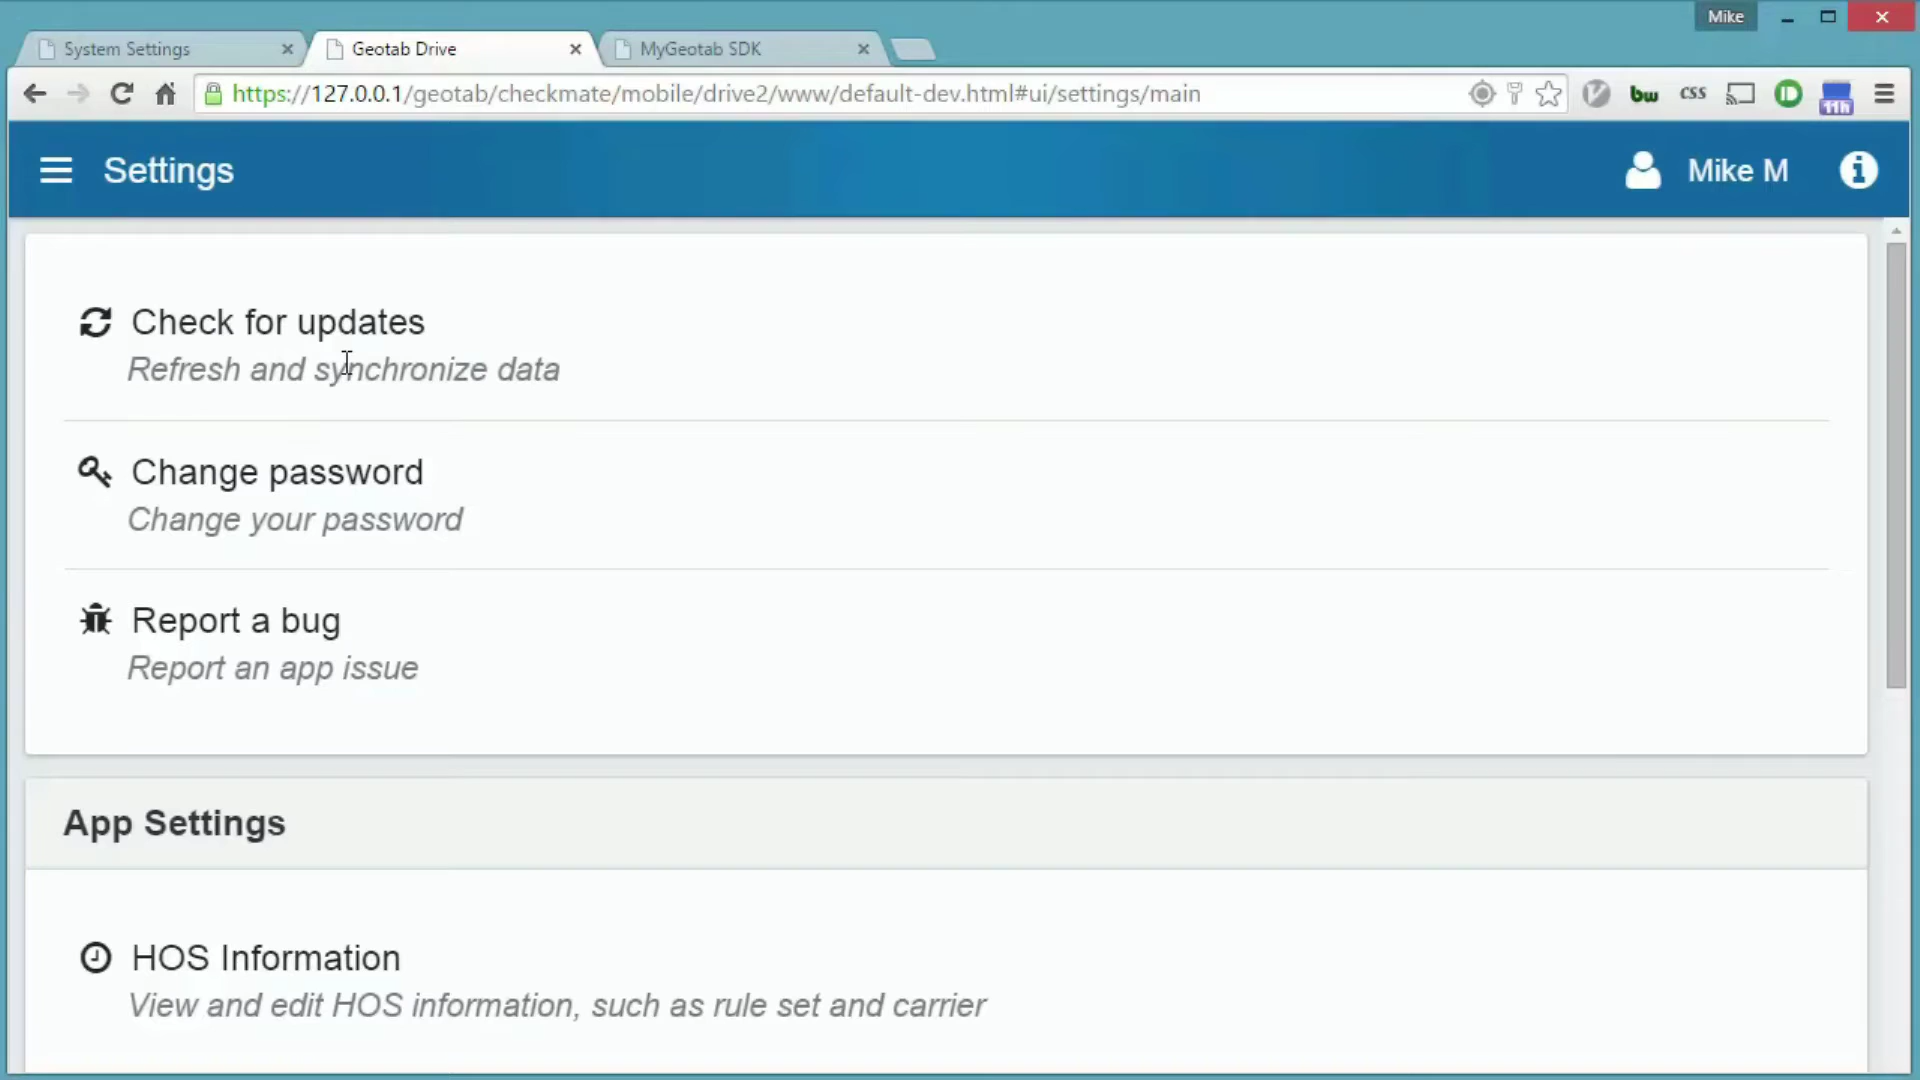 Mike
System Settings
Geotab Drive
MyGeotab SDK
https://127.0.0.1/geotab/checkmate/mobile/drive2/www/default-dev.html#ui/settings/main
bw
css
11h
Settings
Mike M
Check for updates
Refresh and synchronize data
Change password
Change your password
Report a bug
Report an app issue
App Settings
HOS Information
View and edit HOS information, such as rule set and carrier